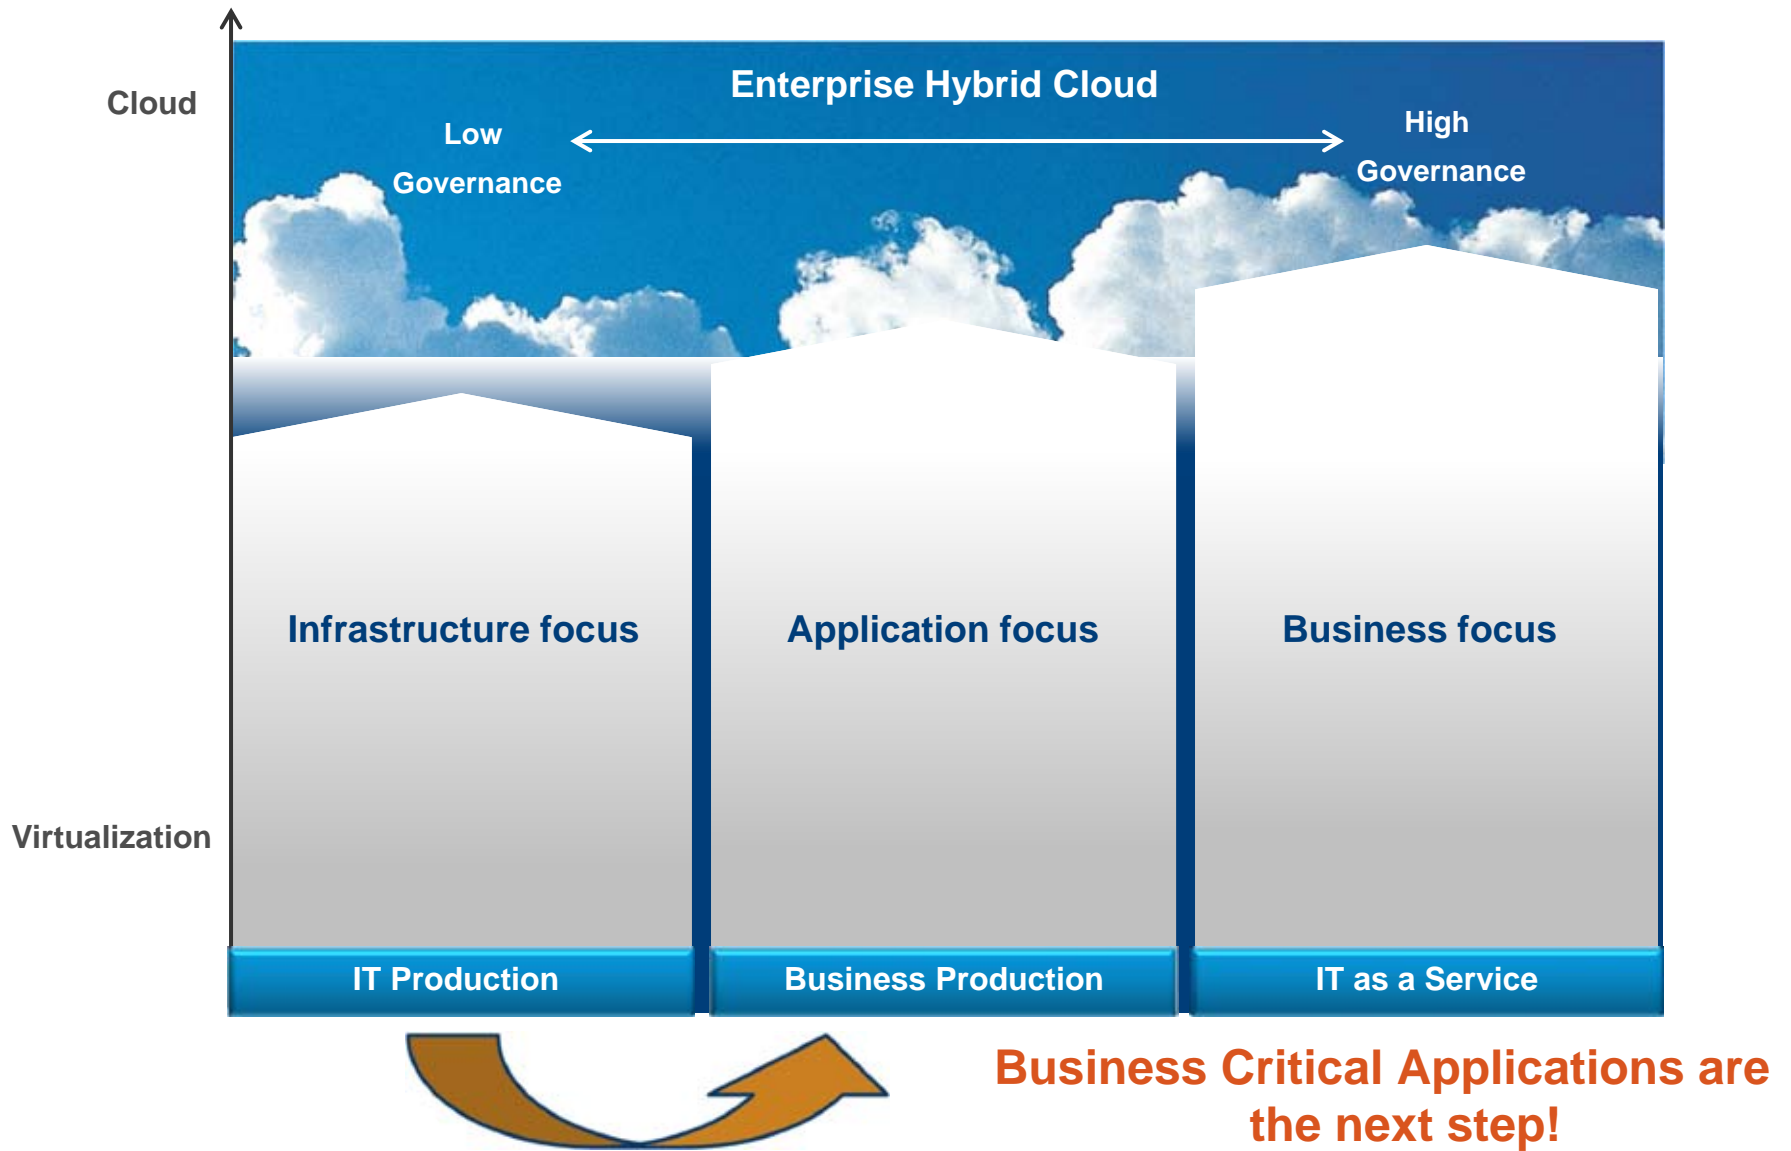 Cloud
Enterprise Hybrid Cloud
Low
Governance
High
Governance
Infrastructure focus
Application focus
Business focus
Virtualization
IT Production
Business Production
IT as a Service
Business Critical Applications are
the next step!